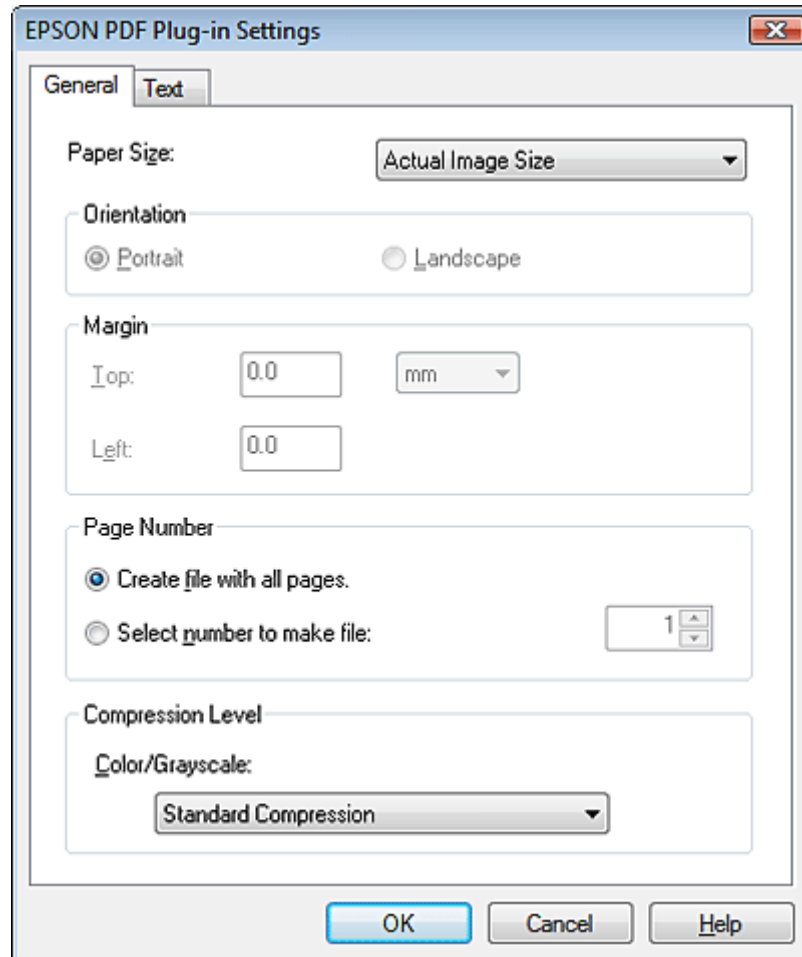 EPSON PDF Plug-in Settings
General Text
Paper Size: Actual Image Size
Orientation
Portrait Landscape
Margin
Top: 0.0 mm
Left: 0.0
Page Number
Create file with all pages.
Select number to make file: 1
Compression Level
Color/Grayscale:
Standard Compression
OK Cancel Help